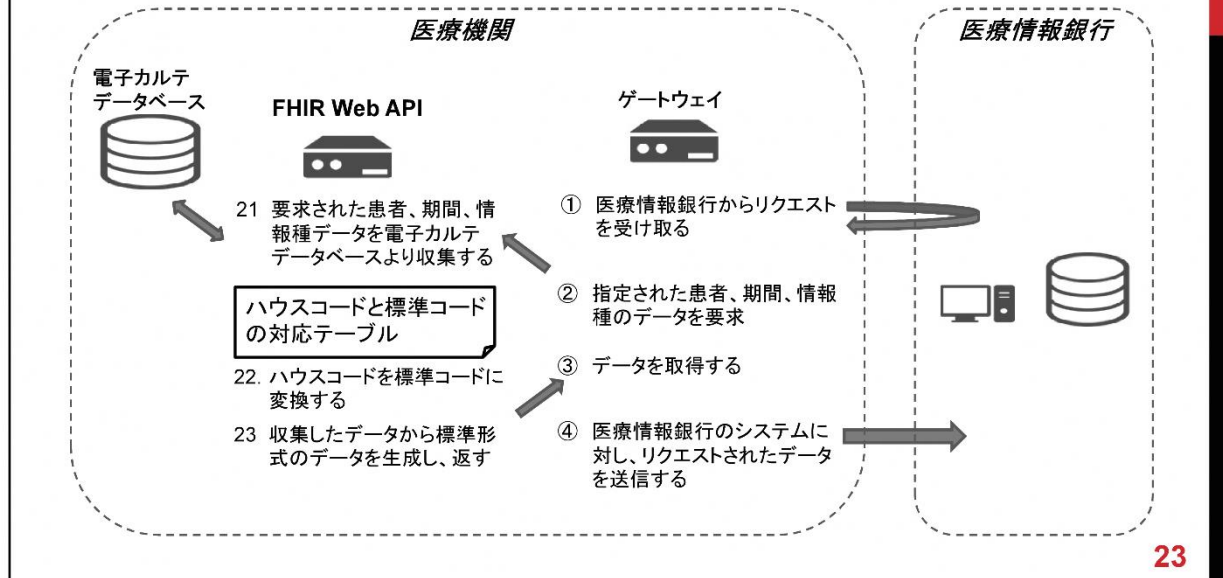 医療機関
医療情報銀行
電子カルテ
データベース
FHIR Web API
ゲートウェイ
21 要求された患者、期間、情
報種データを電子カルテ
データベースより収集する
ハウスコードと標準コード
の対応テーブル
22. ハウスコードを標準コードに
変換する
23 収集したデータから標準形
式のデータを生成し、返す
① 医療情報銀行からリクエスト
を受け取る
② 指定された患者、期間、情報
種のデータを要求
③ データを取得する
④ 医療情報銀行のシステムに
対し、リクエストされたデータ
を送信する
23